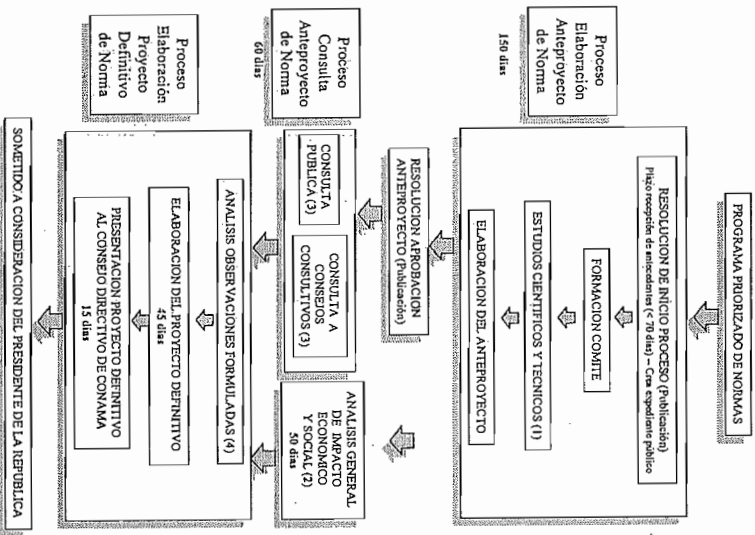 PROGRAMA PRIORIZADO DE NORMAS
Proceso
Elaboración
Anteproyecto
de Norma
150 días
RESOLUCION DE INICIO PROCESO (Publicación)
Plazo recepción de antecedentes (< 70 días) – Crea expediente público
FORMACION COMITE
ESTUDIOS CIENTIFICOS Y TECNICOS (1)
ELABORACION DEL ANTEPROYECTO
RESOLUCION APROBACION
ANTEPROYECTO (Publicación)
Proceso
Consulta
Anteproyecto
de Norma
60 días
CONSULTA
PUBLICA (3)
CONSULTA A
CONSEJOS
CONSULTIVOS (3)
ANALISIS GENERAL
DE IMPACTO
ECONOMICO
Y SOCIAL (2)
50 días
Proceso
Elaboración
Proyecto
Definitivo
de Norma
ANALISIS OBSERVACIONES FORMULADAS (4)
ELABORACION DEL PROYECTO DEFINITIVO
45 días
PRESENTACION PROYECTO DEFINITIVO
AL CONSEJO DIRECTIVO DE CONAMA
15 días
SOMETIDO A CONSIDERACION DEL PRESIDENTE DE LA REPUBLICA